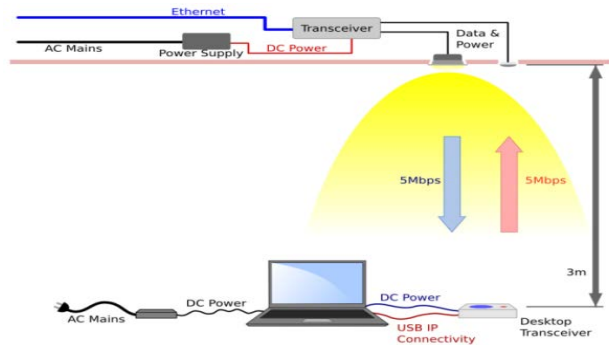 Ethernet
Transceiver
AC Mains
Power Supply
DC Power
Data &
Power
5Mbps
5Mbps
3m
DC Power
DC Power
AC Mains
USB IP
Connectivity
Desktop
Transceiver